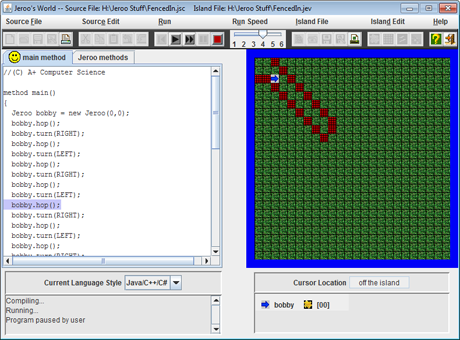 Jeroo's World -- Source File: H:\Jeroo Stuff\FencedIn.jsc    Island File: H:\Jeroo Stuff\FencedIn.jev
File Source Edit Run Run Speed Island File Island Edit Help
1 2 3 4 5 6
main method Jeroo methods
//(C) A+ Computer Science
method main()
{
Jeroo bobby = new Jeroo(0,0);
bobby.hop();
bobby.turn(RIGHT);
bobby.hop();
bobby.turn(LEFT);
bobby.hop();
bobby.turn(RIGHT);
bobby.hop();
bobby.turn(LEFT);
bobby.hop();
bobby.turn(RIGHT);
bobby.hop();
bobby.turn(LEFT);
bobby.hop();
bobby.turn(RIGHT);
Current Language Style Java/C++/C#
Cursor Location off the island
Compiling...
Running...
Program paused by user
bobby [00]